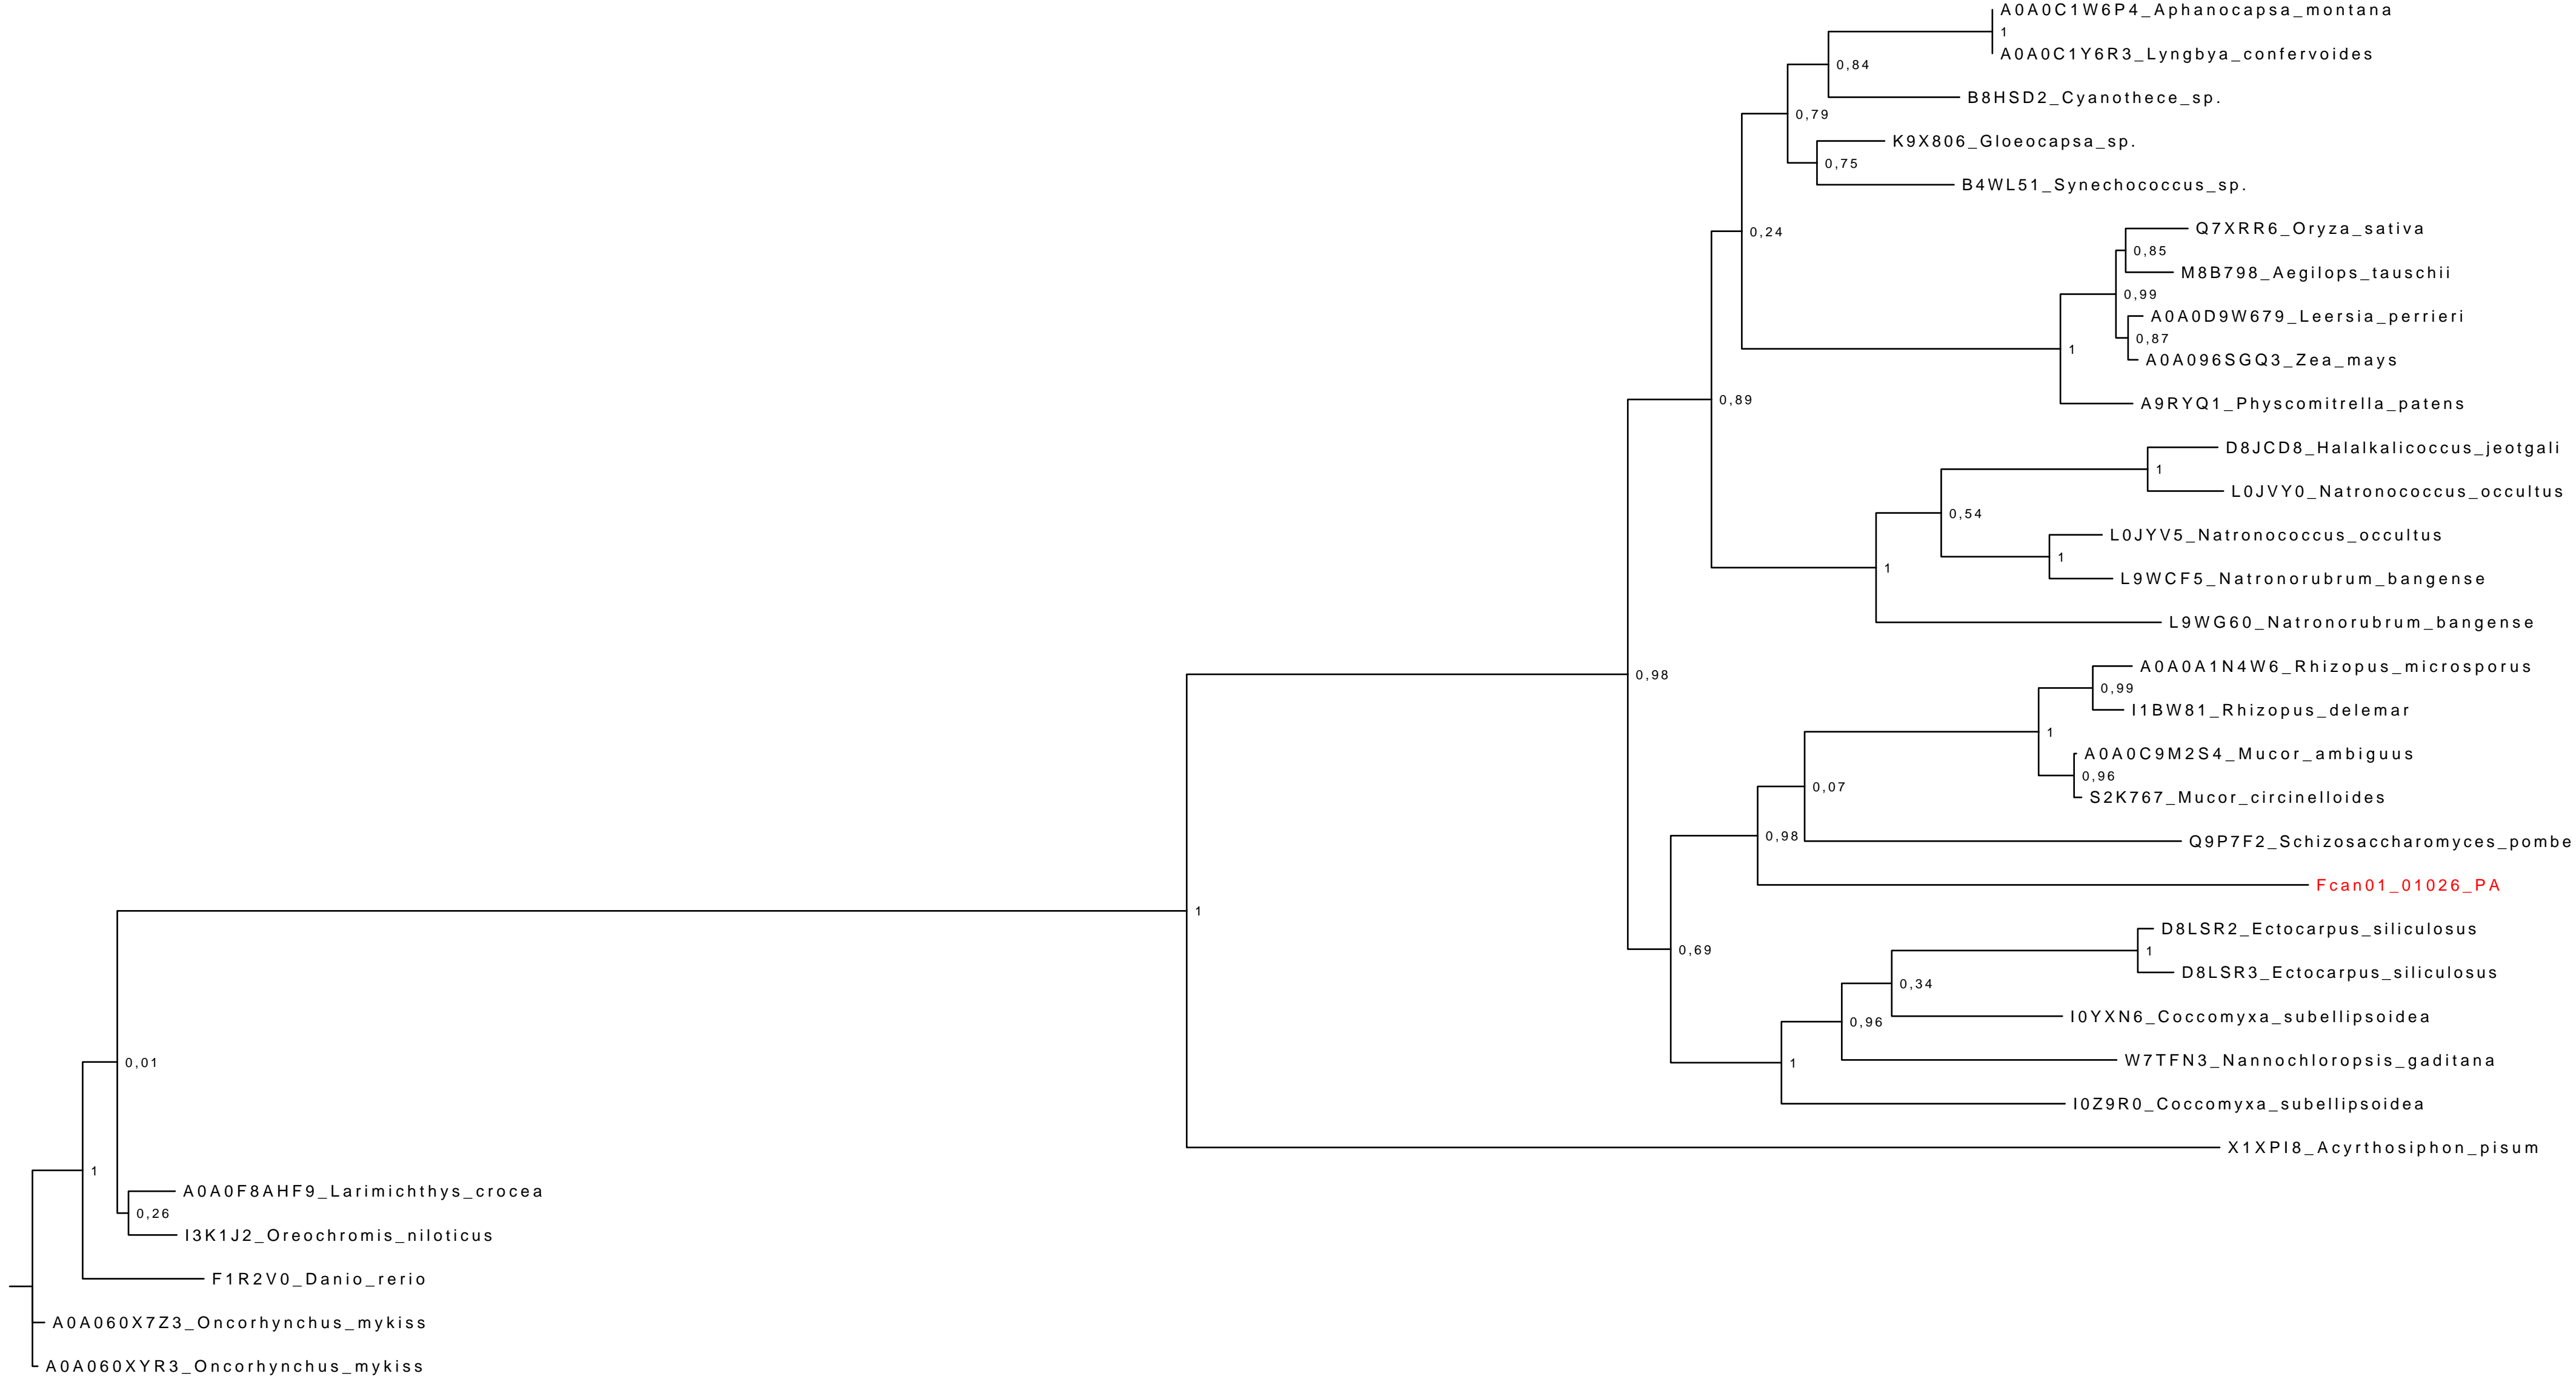 A0A0C1W6P4_Aphanocapsa_montana
1
A0A0C1Y6R3_Lyngbya_confervoides
0,84
B8HSD2_Cyanothece_sp.
0,79
K9X806_Gloeocapsa_sp.
0,75
B4WL51_Synechococcus_sp.
Q7XRR6_Oryza_sativa
0,24
0,85
M8B798_Aegilops_tauschii
0,99
A0A0D9W679_Leersia_perrieri
0,87
1
A0A096SGQ3_Zea_mays
0,89
A9RYQ1_Physcomitrella_patens
D8JCD8_Halalkalicoccus_jeotgali
1
L0JVY0_Natronococcus_occultus
0,54
L0JYV5_Natronococcus_occultus
1
1
L9WCF5_Natronorubrum_bangense
L9WG60_Natronorubrum_bangense
A0A0A1N4W6_Rhizopus_microsporus
0,98
0,99
I1BW81_Rhizopus_delemar
1
A0A0C9M2S4_Mucor_ambiguus
0,96
0,07
S2K767_Mucor_circinelloides
0,98
Q9P7F2_Schizosaccharomyces_pombe
Fcan01_01026_PA
1
D8LSR2_Ectocarpus_siliculosus
0,69
1
D8LSR3_Ectocarpus_siliculosus
0,34
I0YXN6_Coccomyxa_subellipsoidea
0,96
W7TFN3_Nannochloropsis_gaditana
0,01
1
I0Z9R0_Coccomyxa_subellipsoidea
X1XPI8_Acyrthosiphon_pisum
1
A0A0F8AHF9_Larimichthys_crocea
0,26
I3K1J2_Oreochromis_niloticus
F1R2V0_Danio_rerio
A0A060X7Z3_Oncorhynchus_mykiss
A0A060XYR3_Oncorhynchus_mykiss